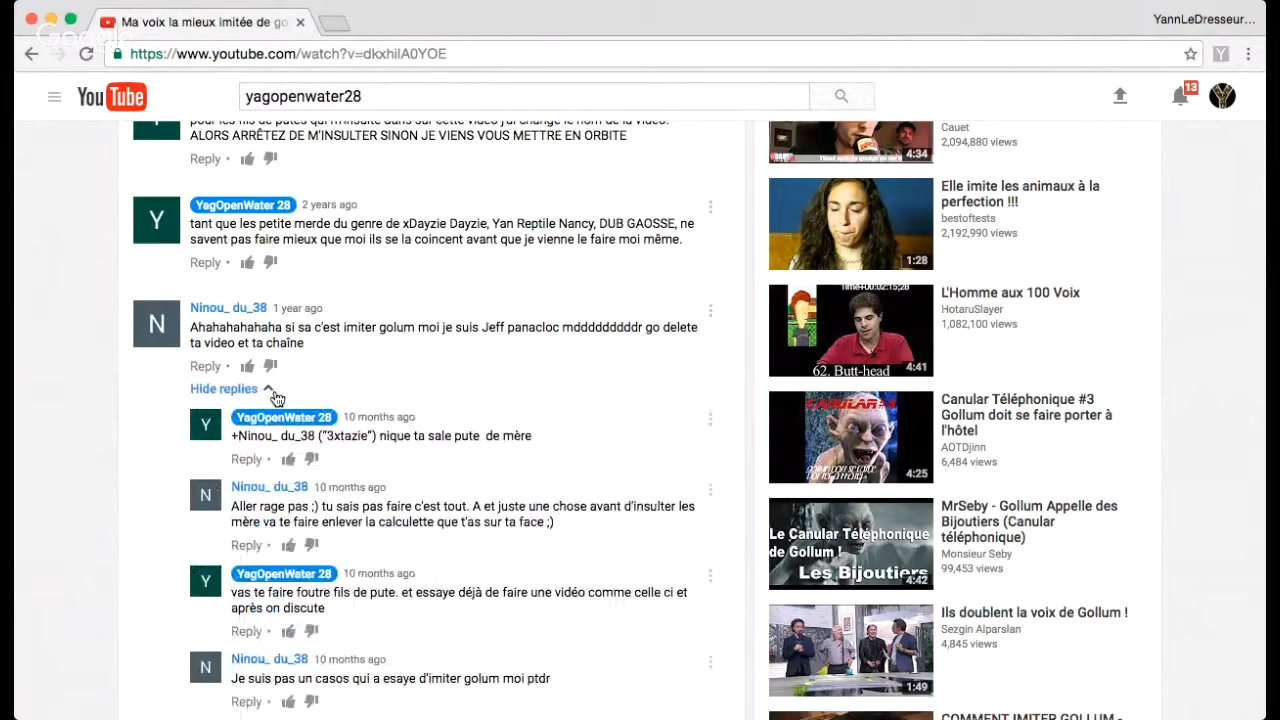 Ma voix la mieux imitée de go
YannLeDresseur...
Google
https://www.youtube.com/watch?v=dkxhilA0YOE
YouTube
yagopenwater28
13
pour les fils de putes qui m'insulte dans sur cette vidéo j'ai changé le nom de la vidéo.
ALORS ARRÊTEZ DE M'INSULTER SINON JE VIENS VOUS METTRE EN ORBITE
Reply
Y
YagOpenWater 28 2 years ago
tant que les petite merde du genre de xDayzie Dayzie, Yan Reptile Nancy, DUB GAOSSE, ne
savent pas faire mieux que moi ils se la coincent avant que je vienne le faire moi même.
Reply
N
Ninou_ du_38 1 year ago
Ahahahahahaha si sa c'est imiter golum moi je suis Jeff panacloc mddddddddr go delete
ta video et ta chaîne
Reply
Hide replies
Y
YagOpenWater 28 10 months ago
+Ninou_ du_38 ("3xtazie") nique ta sale pute de mère
Reply
N
Ninou_ du_38 10 months ago
Aller rage pas ;) tu sais pas faire c'est tout. A et juste une chose avant d'insulter les
mère va te faire enlever la calculette que t'as sur ta face ;)
Reply
Y
YagOpenWater 28 10 months ago
vas te faire foutre fils de pute. et essaye déjà de faire une vidéo comme celle ci et
après on discute
Reply
N
Ninou_ du_38 10 months ago
Je suis pas un casos qui a esaye d'imiter golum moi ptdr
Reply
4:34
Cauet
2,094,880 views
1:28
Elle imite les animaux à la
perfection !!!
bestoftests
2,192,990 views
Time+00:02:15;28
62. Butt-head
4:41
L'Homme aux 100 Voix
HotaruSlayer
1,082,100 views
CANULAR #3
4:25
Canular Téléphonique #3
Gollum doit se faire porter à
l'hôtel
AOTDjinn
6,484 views
Le Canular Téléphonique
de Gollum !
Les Bijoutiers
4:42
MrSeby - Gollum Appelle des
Bijoutiers (Canular
téléphonique)
Monsieur Seby
99,453 views
1:49
Ils doublent la voix de Gollum !
Sezgin Alparslan
4,845 views
COMMENT IMITER GOLLUM -